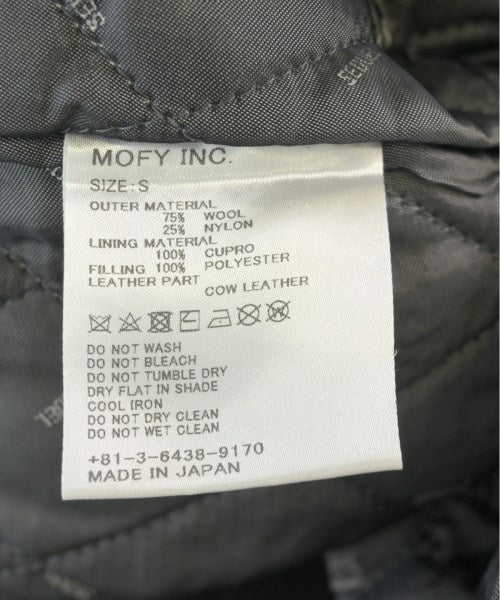 MOFY INC.
SIZE:S
OUTER MATERIAL
75% WOOL
25% NYLON
LINING MATERIAL
100% CUPRO
FILLING 100% POLYESTER
LEATHER PART
COW LEATHER
DO NOT WASH
DO NOT BLEACH
DO NOT TUMBLE DRY
DRY FLAT IN SHADE
COOL IRON
DO NOT DRY CLEAN
DO NOT WET CLEAN
+81-3-6438-9170
MADE IN JAPAN